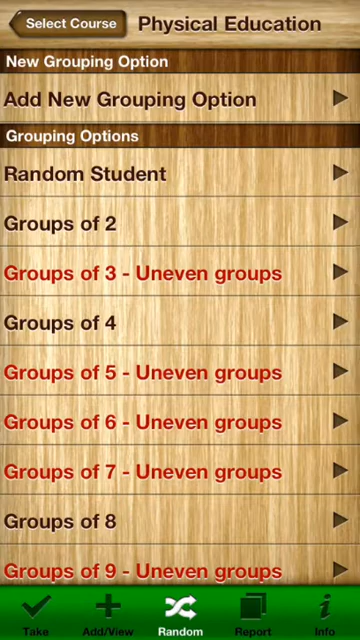 Select Course
Physical Education
New Grouping Option
Add New Grouping Option
Grouping Options
Random Student
Groups of 2
Groups of 3 - Uneven groups
Groups of 4
Groups of 5 - Uneven groups
Groups of 6 - Uneven groups
Groups of 7 - Uneven groups
Groups of 8
Groups of 9 - Uneven groups
Take
Add/View
Random
Report
Info